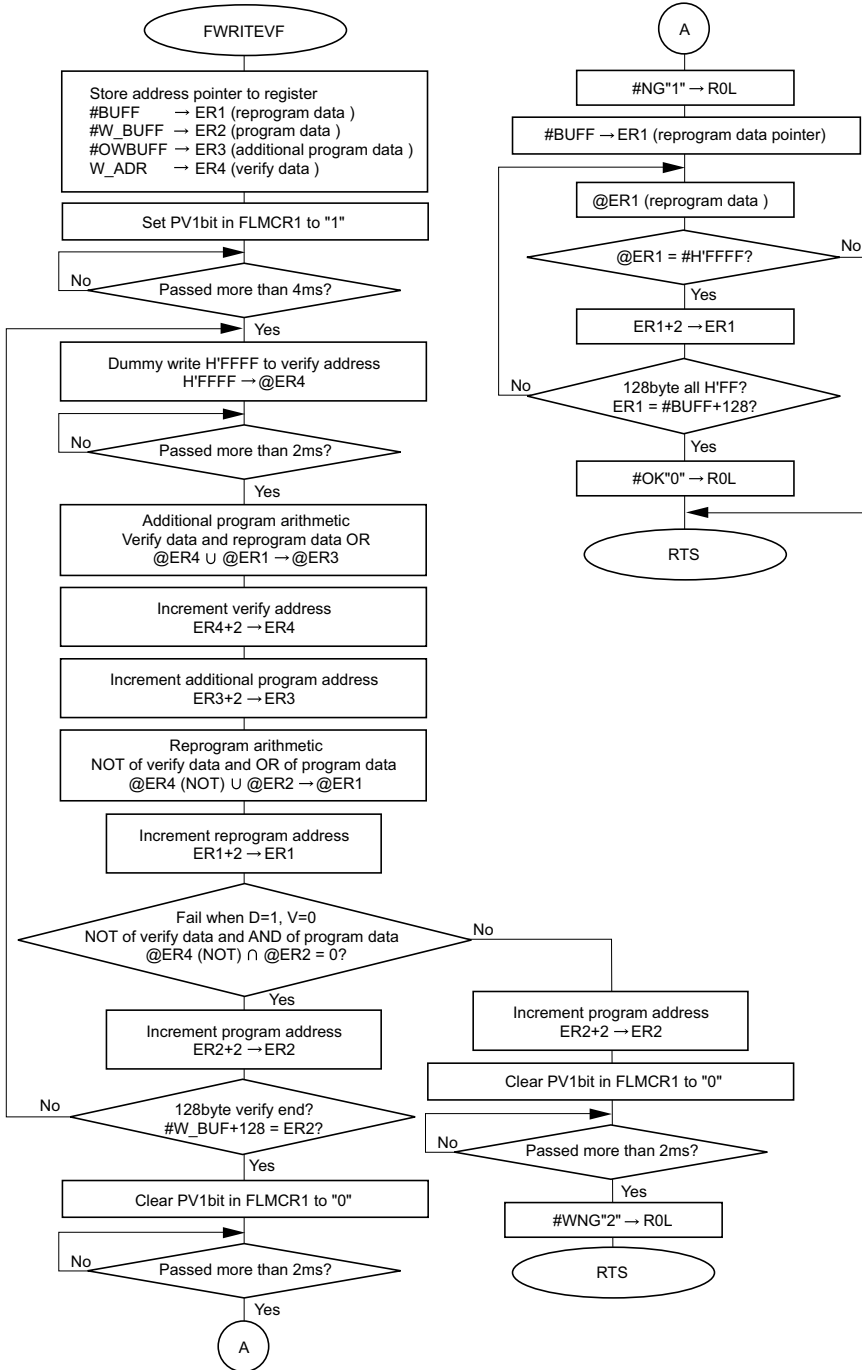 FWRITEVF
Store address pointer to register
#BUFF → ER1 (reprogram data )
#W_BUFF → ER2 (program data )
#OWBUFF → ER3 (additional program data )
W_ADR → ER4 (verify data )
Set PV1bit in FLMCR1 to "1"
No
Passed more than 4ms?
Yes
Dummy write H'FFFF to verify address
H'FFFF → @ER4
No
Passed more than 2ms?
Yes
Additional program arithmetic
Verify data and reprogram data OR
@ER4 ∪ @ER1 → @ER3
Increment verify address
ER4+2 → ER4
Increment additional program address
ER3+2 → ER3
Reprogram arithmetic
NOT of verify data and OR of program data
@ER4 (NOT) ∪ @ER2 → @ER1
Increment reprogram address
ER1+2 → ER1
Fail when D=1, V=0
NOT of verify data and AND of program data
@ER4 (NOT) ∩ @ER2 = 0?
No
Yes
Increment program address
ER2+2 → ER2
No
128byte verify end?
#W_BUF+128 = ER2?
Yes
Clear PV1bit in FLMCR1 to "0"
No
Passed more than 2ms?
Yes
A
Increment program address
ER2+2 → ER2
Clear PV1bit in FLMCR1 to "0"
No
Passed more than 2ms?
Yes
#WNG"2" → R0L
RTS
A
#NG"1" → R0L
#BUFF → ER1 (reprogram data pointer)
@ER1 (reprogram data )
No
@ER1 = #H'FFFF?
Yes
ER1+2 → ER1
No
128byte all H'FF?
ER1 = #BUFF+128?
Yes
#OK"0" → R0L
RTS